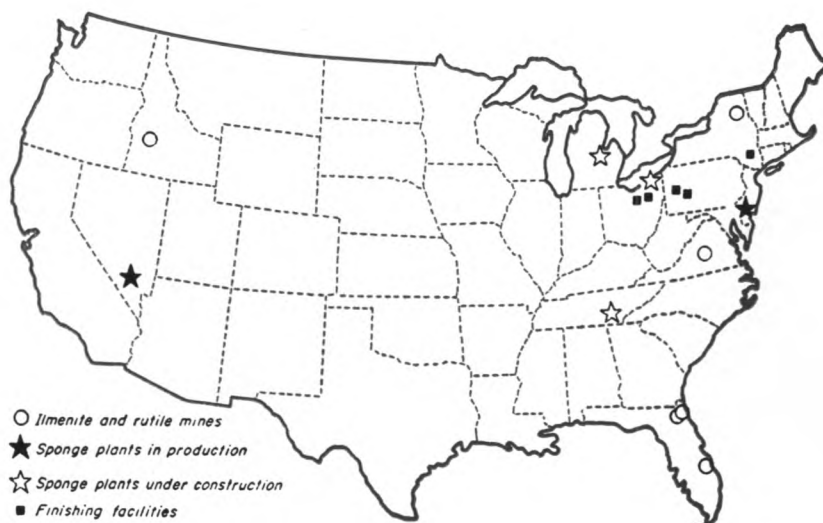 Ilmenite and rutile mines
Sponge plants in production
Sponge plants under construction
Finishing facilities